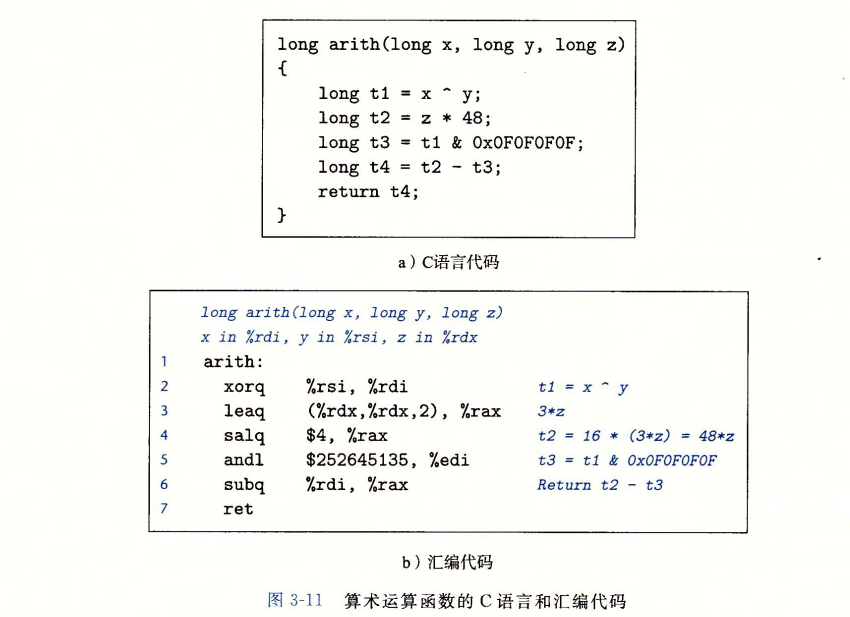 long arith(long x, long y, long z)
{
long t1 = x ^ y;
long t2 = z * 48;
long t3 = t1 & 0x0F0F0F0F;
long t4 = t2 - t3;
return t4;
}
a）C语言代码
long arith(long x, long y, long z)
x in %rdi, y in %rsi, z in %rdx
1 arith:
2 xorq %rsi, %rdi t1 = x ^ y
3 leaq (%rdx,%rdx,2), %rax 3*z
4 salq $4, %rax t2 = 16 * (3*z) = 48*z
5 andl $252645135, %edi t3 = t1 & 0x0F0F0F0F
6 subq %rdi, %rax Return t2 - t3
7 ret
b）汇编代码
图 3-11 算术运算函数的 C 语言和汇编代码